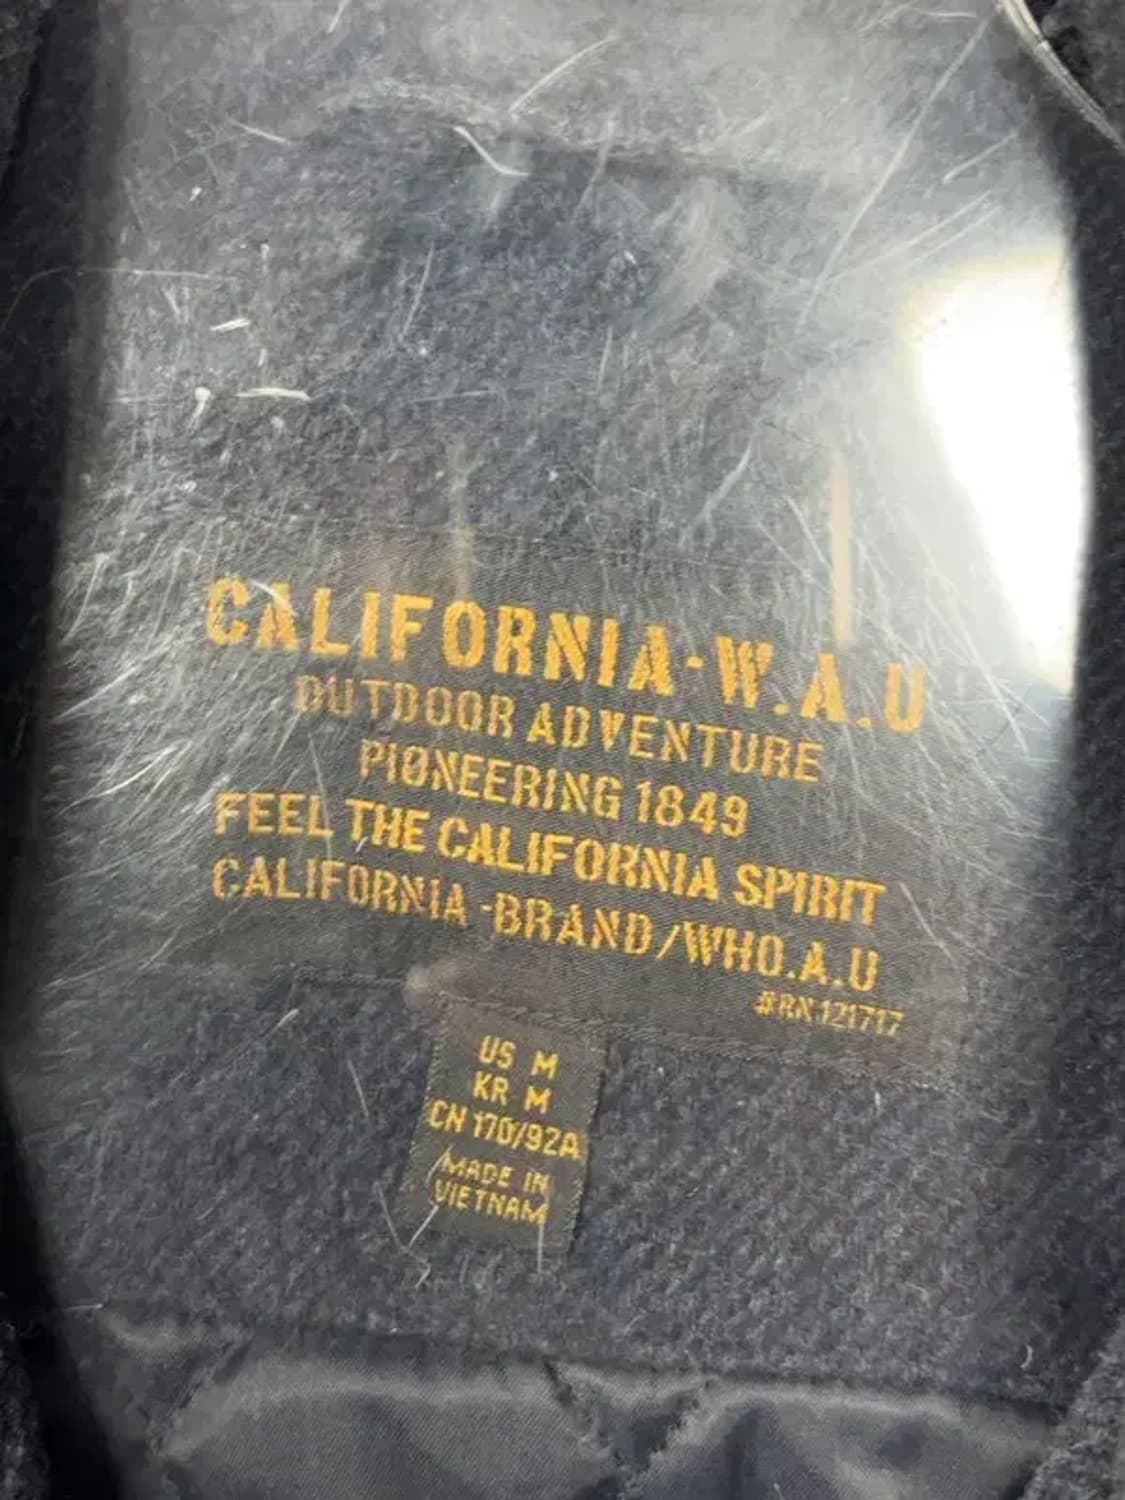 CALIFORNIA-W.A.U
OUTDOOR ADVENTURE
PIONEERING 1849
FEEL THE CALIFORNIA SPIRIT
CALIFORNIA-BRAND/WHO.A.U
#RN 121717
US M
KR M
CN 170/92A
MADE IN
VIETNAM